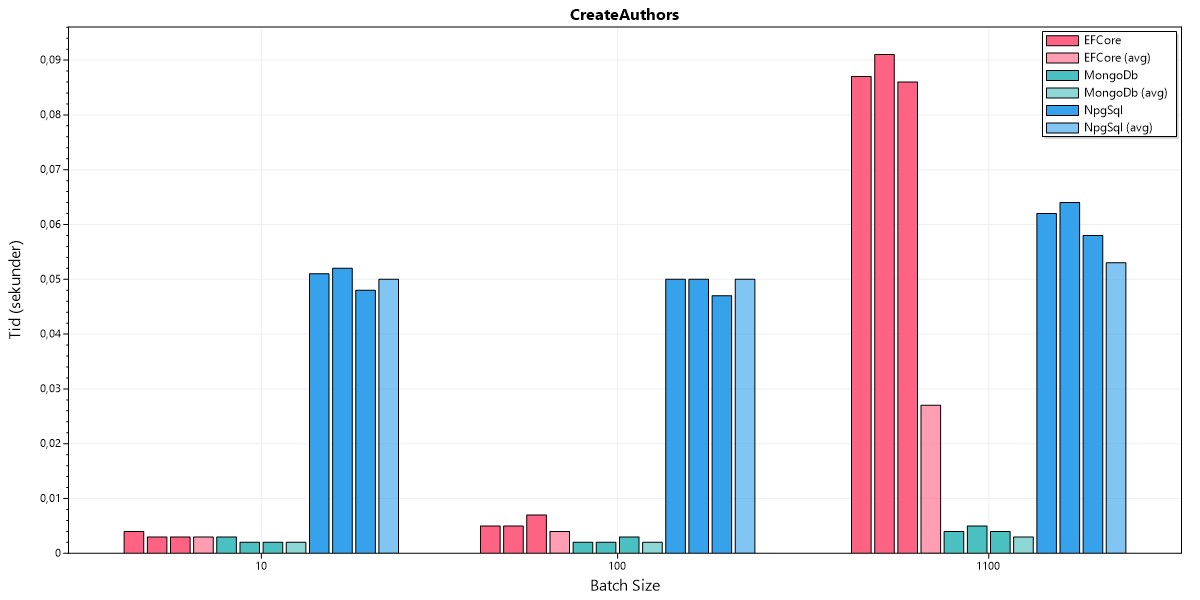 CreateAuthors
EFCore
EFCore (avg)
MongoDb
MongoDb (avg)
NpgSql
NpgSql (avg)
Tid (sekunder)
0,09
0,08
0,07
0,06
0,05
0,04
0,03
0,02
0,01
0
10
100
1100
Batch Size